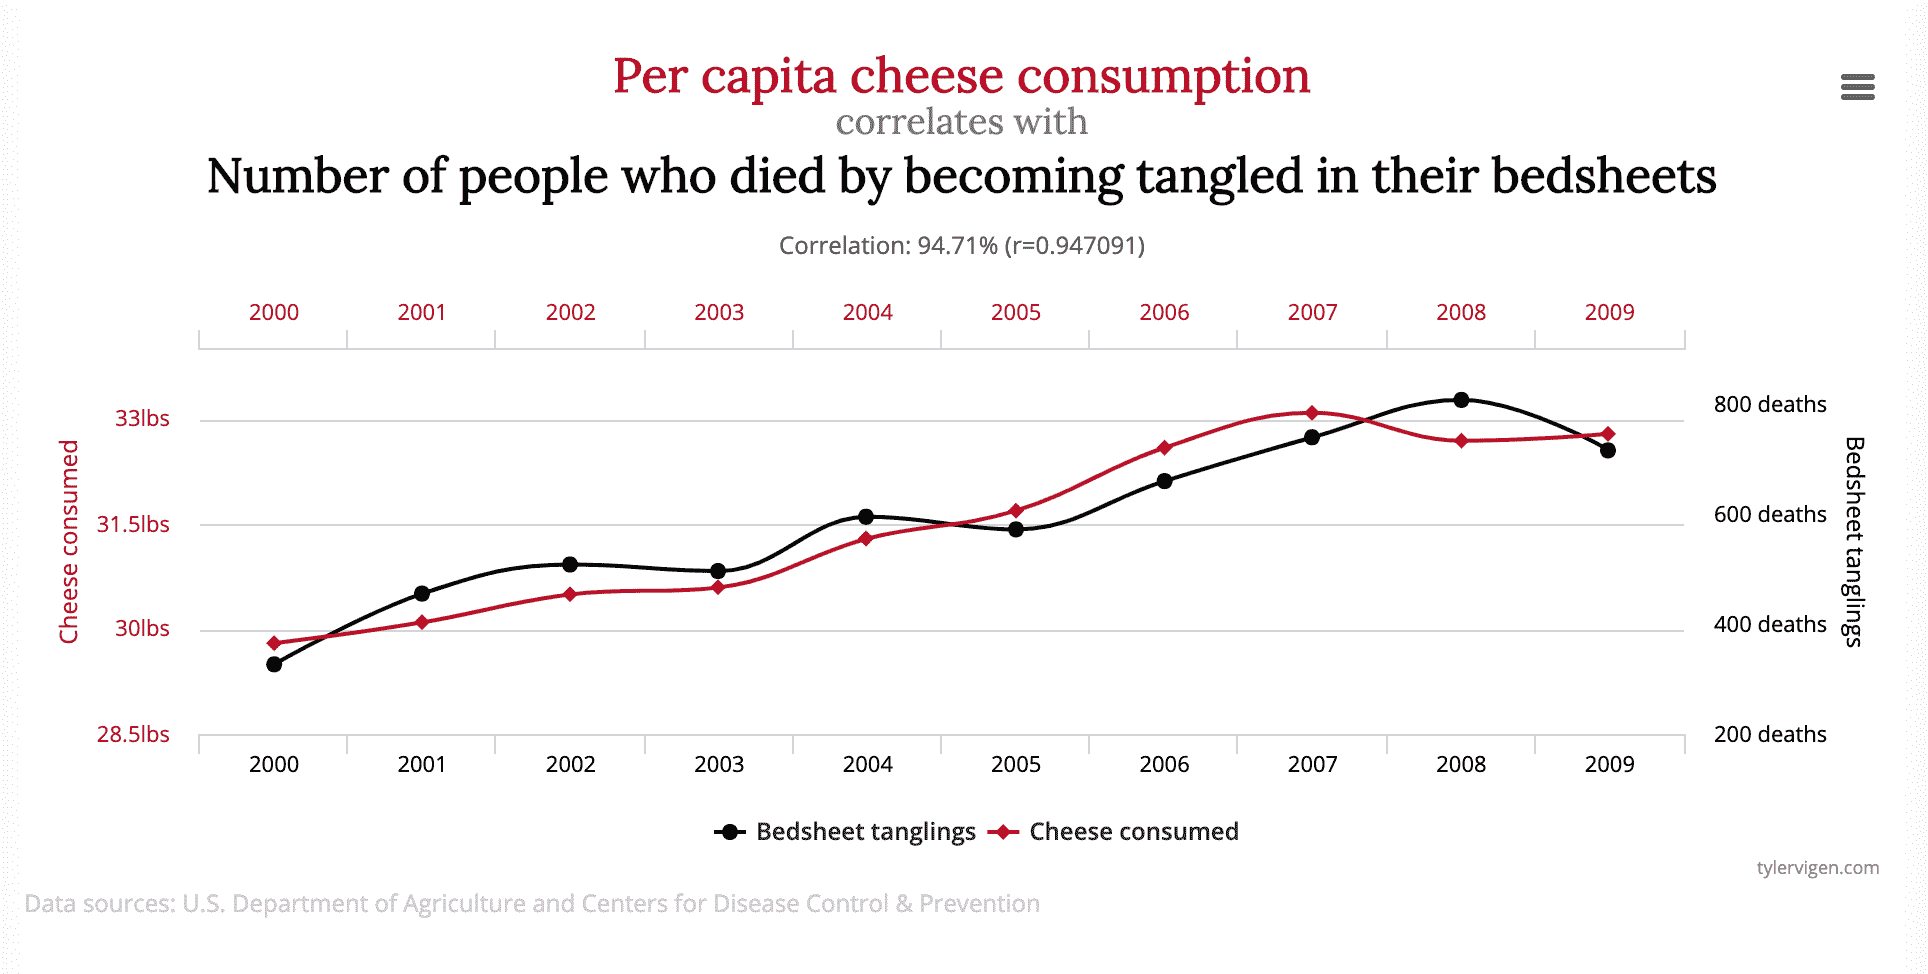 Per capita cheese consumption
correlates with
Number of people who died by becoming tangled in their bedsheets
Correlation: 94.71% (r=0.947091)
2000 2001 2002 2003 2004 2005 2006 2007 2008 2009
33lbs
31.5lbs
30lbs
28.5lbs
Cheese consumed
800 deaths
600 deaths
400 deaths
200 deaths
Bedsheet tanglings
2000 2001 2002 2003 2004 2005 2006 2007 2008 2009
Bedsheet tanglings Cheese consumed
tylervigen.com
Data sources: U.S. Department of Agriculture and Centers for Disease Control & Prevention